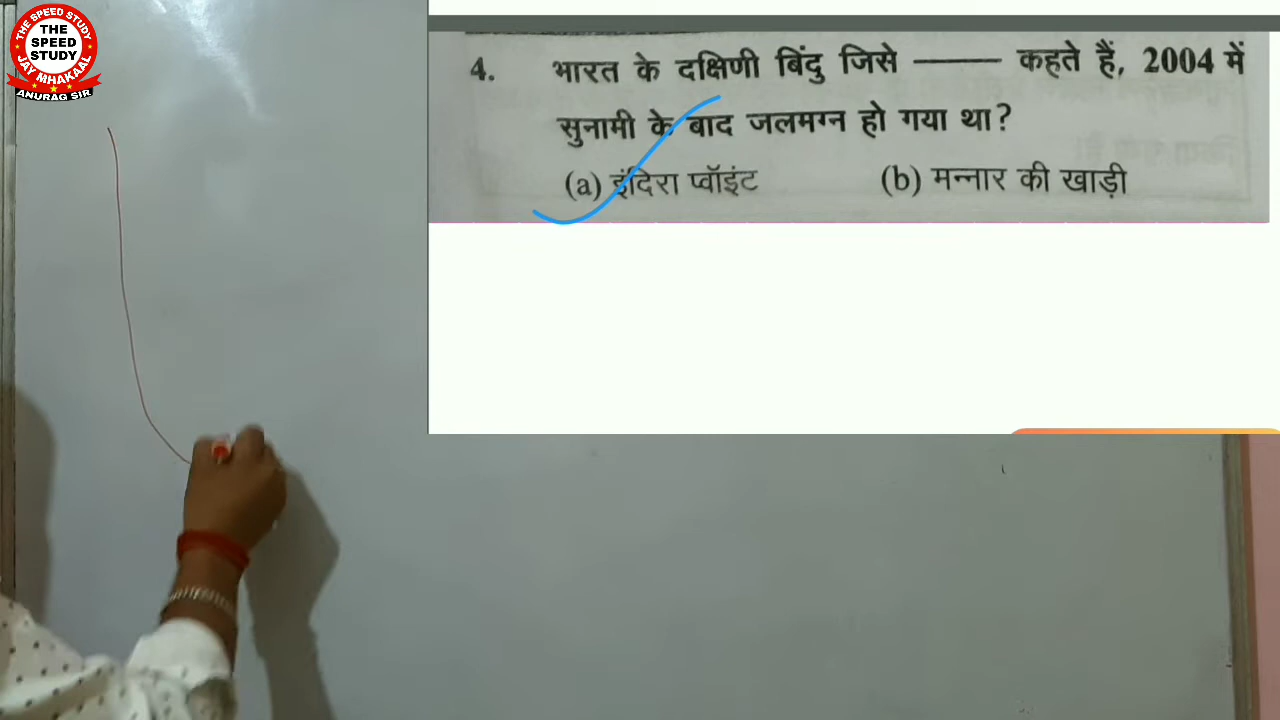 THE SPEED STUDY
THE
SPEED
STUDY
JAY MHAKAAL
ANURAG SIR
4. भारत के दक्षिणी बिंदु जिसे ——— कहते हैं, 2004 में
सुनामी के बाद जलमग्न हो गया था?
(a) इंदिरा प्वॉइंट (b) मन्नार की खाड़ी